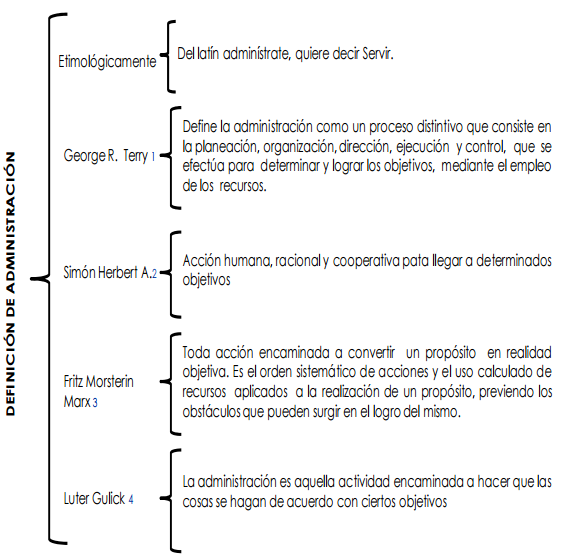 DEFINICIÓN DE ADMINISTRACIÓN
Etimológicamente
Del latín adminístrate, quiere decir Servir.
George R. Terry 1
Define la administración como un proceso distintivo que consiste en
la planeación, organización, dirección, ejecución y control, que se
efectúa para determinar y lograr los objetivos, mediante el empleo
de los recursos.
Simón Herbert A.2
Acción humana, racional y cooperativa pata llegar a determinados
objetivos
Fritz Morsterin
Marx 3
Toda acción encaminada a convertir un propósito en realidad
objetiva. Es el orden sistemático de acciones y el uso calculado de
recursos aplicados a la realización de un propósito, previendo los
obstáculos que pueden surgir en el logro del mismo.
Luter Gulick 4
La administración es aquella actividad encaminada a hacer que las
cosas se hagan de acuerdo con ciertos objetivos